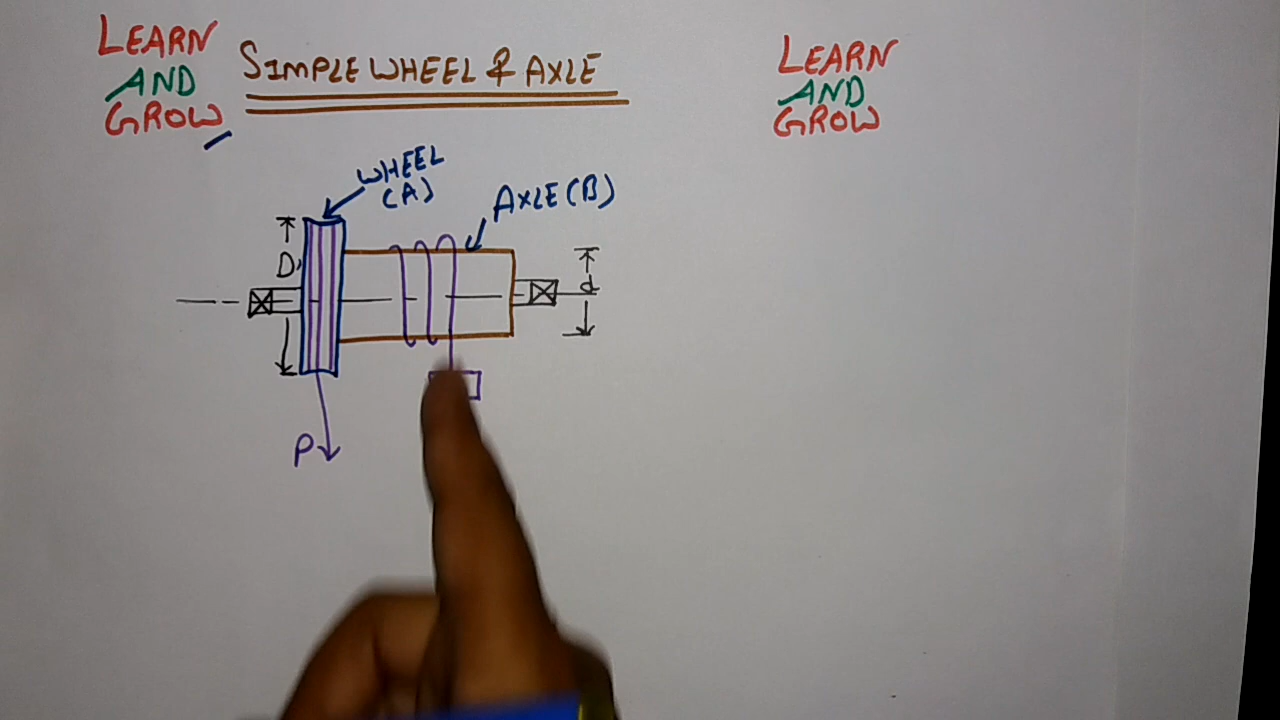 LEARN
AND
GROW
SIMPLE WHEEL & AXLE
LEARN
AND
GROW
WHEEL
(A)
AXLE (B)
D
d
P